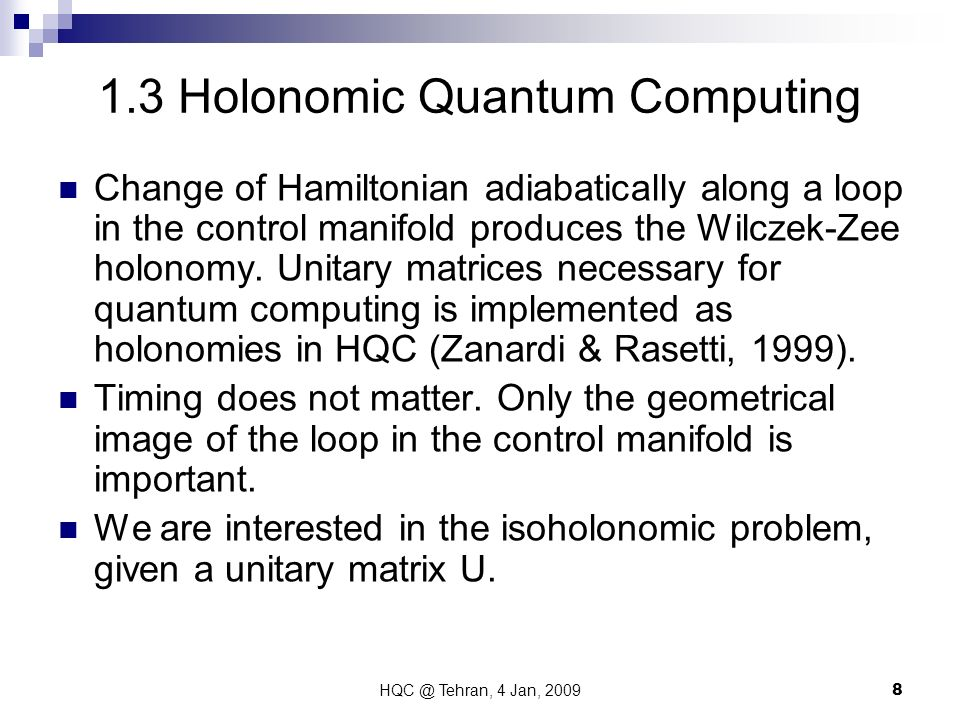 1.3 Holonomic Quantum Computing
Change of Hamiltonian adiabatically along a loop
in the control manifold produces the Wilczek-Zee
holonomy. Unitary matrices necessary for
quantum computing is implemented as
holonomies in HQC (Zanardi & Rasetti, 1999).
Timing does not matter. Only the geometrical
image of the loop in the control manifold is
important.
We are interested in the isoholonomic problem,
given a unitary matrix U.
HQC @ Tehran, 4 Jan, 2009
8